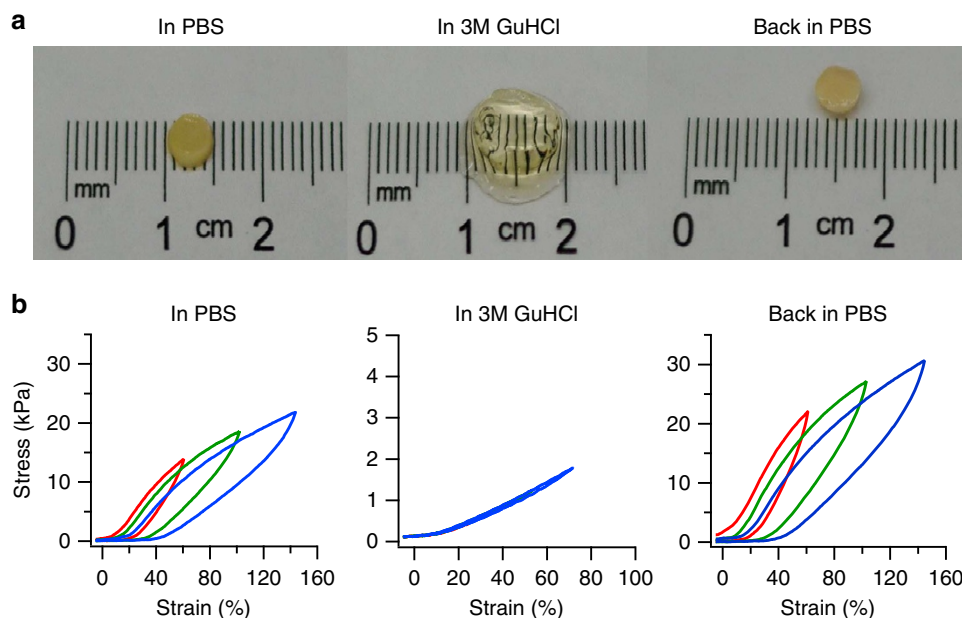 a
In PBS
In 3M GuHCl
Back in PBS
mm
0 1 cm 2
mm
0 1 cm 2
mm
0 1 cm 2
b
In PBS
In 3M GuHCl
Back in PBS
Stress (kPa)
30
20
10
0
0 40 80 120 160
Strain (%)
5
4
3
2
1
0
0 20 40 60 80 100
Strain (%)
30
20
10
0
0 40 80 120 160
Strain (%)